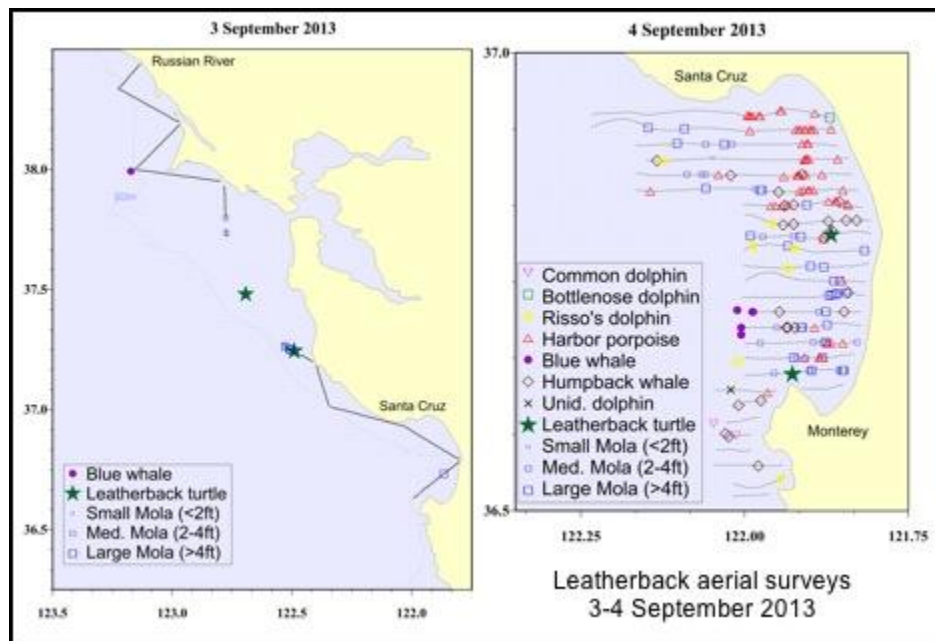 3 September 2013
Russian River
38.0
37.5
37.0
36.5
Santa Cruz
Blue whale
Leatherback turtle
Small Mola (<2ft)
Med. Mola (2-4ft)
Large Mola (>4ft)
123.5
123.0
122.5
122.0
4 September 2013
37.0
36.5
Santa Cruz
Common dolphin
Bottlenose dolphin
Risso's dolphin
Harbor porpoise
Blue whale
Humpback whale
Unid. dolphin
Leatherback turtle
Small Mola (<2ft)
Med. Mola (2-4ft)
Large Mola (>4ft)
Monterey
122.25
122.00
121.75
Leatherback aerial surveys
3-4 September 2013